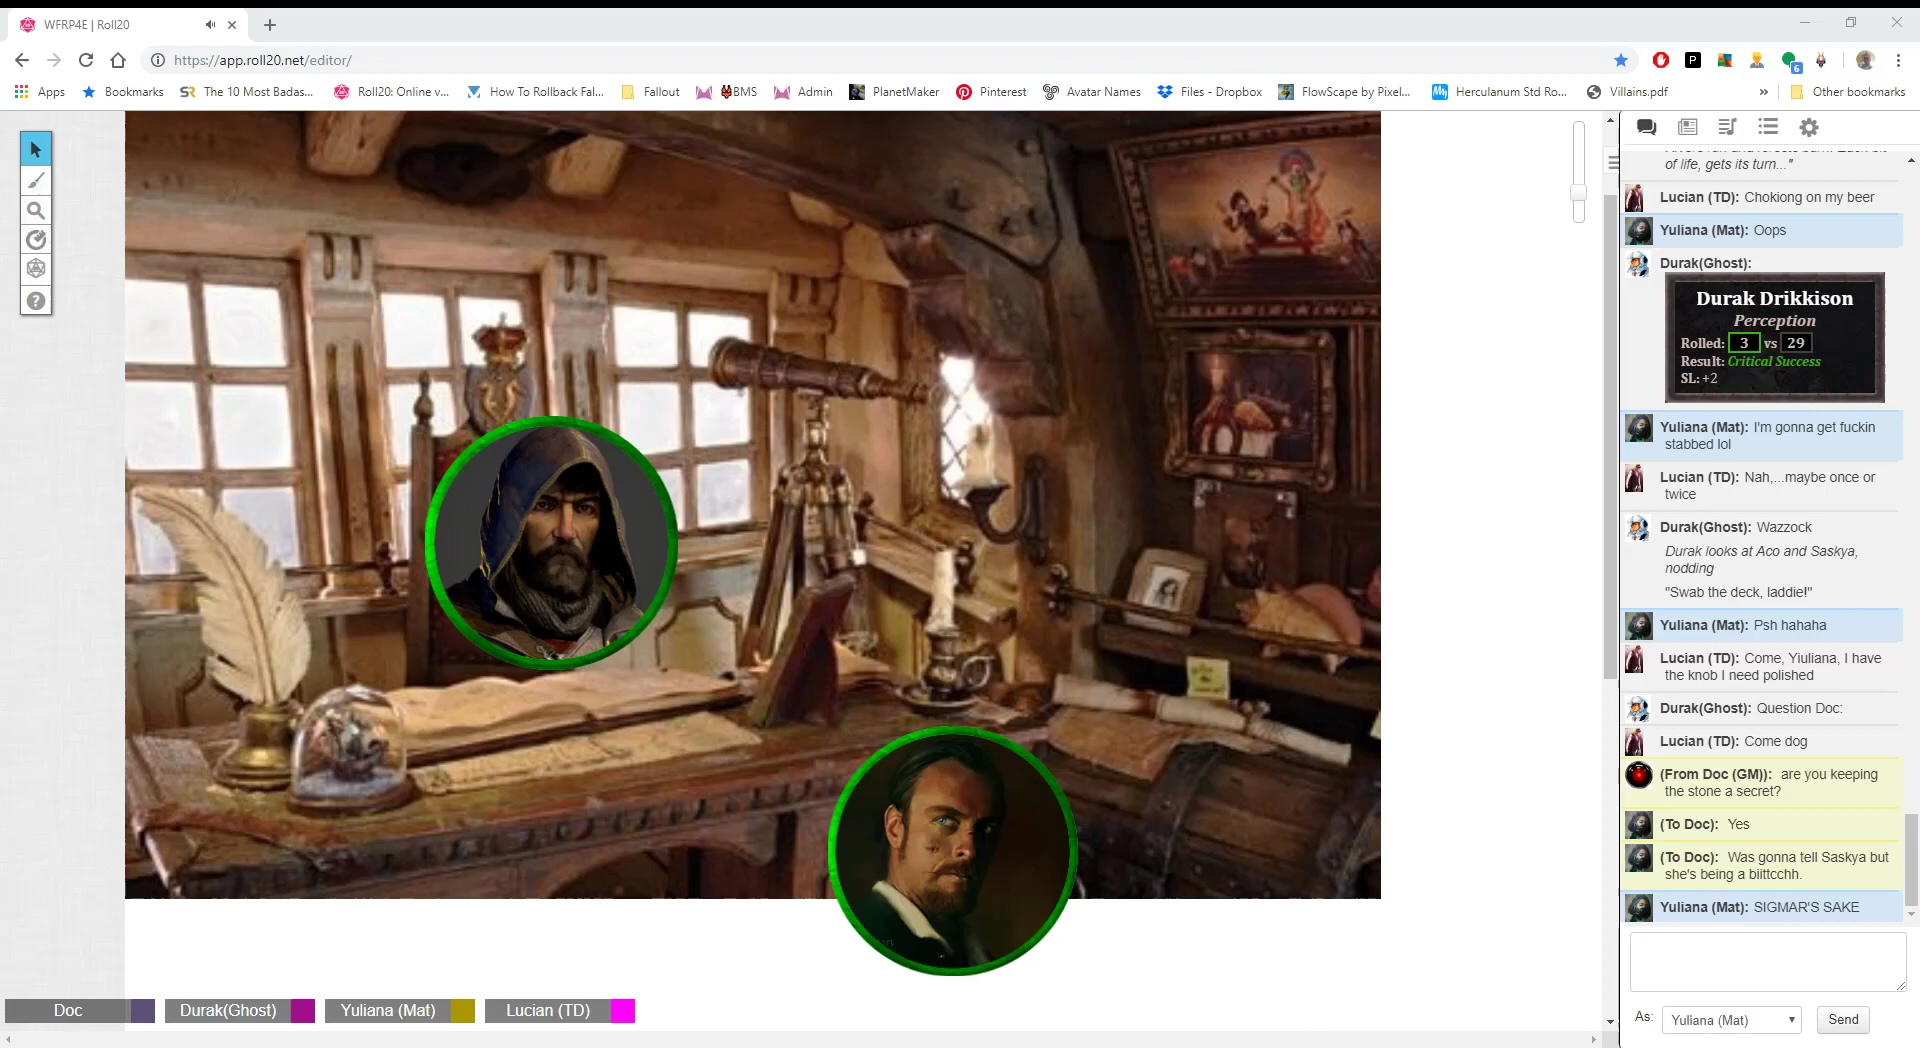 WFRP4E | Roll20
https://app.roll20.net/editor/
Apps
Bookmarks
The 10 Most Badas...
Roll20: Online v...
How To Rollback Fal...
Fallout
BMS
Admin
PlanetMaker
Pinterest
Avatar Names
Files - Dropbox
FlowScape by Pixel...
Herculanum Std Ro...
Villains.pdf
»
Other bookmarks
of life, gets its turn..."
Lucian (TD): Chokiong on my beer
Yuliana (Mat): Oops
Durak(Ghost):
Durak Drikkison
Perception
Rolled: 3 vs 29
Result: Critical Success
SL: +2
Yuliana (Mat): I'm gonna get fuckin
stabbed lol
Lucian (TD): Nah,...maybe once or
twice
Durak(Ghost): Wazzock
Durak looks at Aco and Saskya,
nodding
"Swab the deck, laddie!"
Yuliana (Mat): Psh hahaha
Lucian (TD): Come, Yiuliana, I have
the knob I need polished
Durak(Ghost): Question Doc:
Lucian (TD): Come dog
(From Doc (GM)): are you keeping
the stone a secret?
(To Doc): Yes
(To Doc): Was gonna tell Saskya but
she's being a biittcchh.
Yuliana (Mat): SIGMAR'S SAKE
As: Yuliana (Mat) Send
Doc
Durak(Ghost)
Yuliana (Mat)
Lucian (TD)